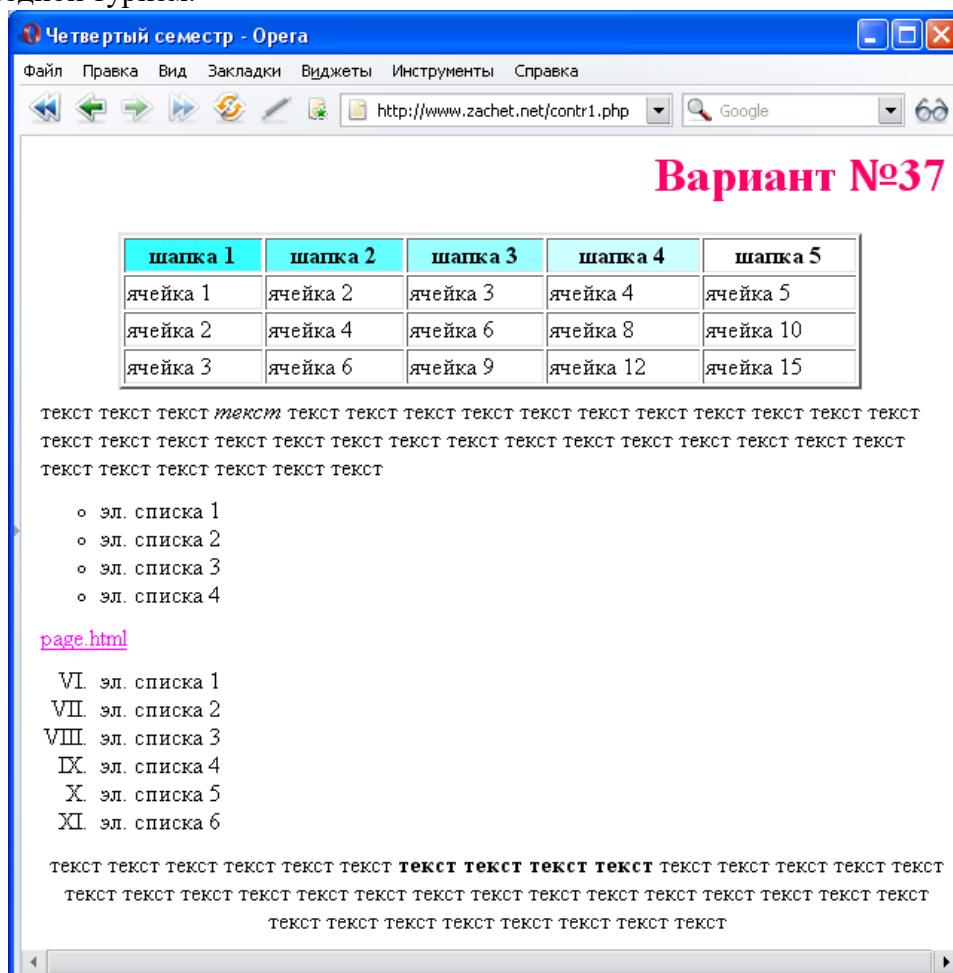 Четвертый семестр - Opera
Файл Правка Вид Закладки Виджеты Инструменты Справка
http://www.zachet.net/contr1.php Google
Вариант №37
шапка 1 шапка 2 шапка 3 шапка 4 шапка 5
ячейка 1 ячейка 2 ячейка 3 ячейка 4 ячейка 5
ячейка 2 ячейка 4 ячейка 6 ячейка 8 ячейка 10
ячейка 3 ячейка 6 ячейка 9 ячейка 12 ячейка 15
текст текст текст текст текст текст текст текст текст текст текст текст текст текст текст
текст текст текст текст текст текст текст текст текст текст текст текст текст текст текст
текст текст текст текст текст текст
эл. списка 1
эл. списка 2
эл. списка 3
эл. списка 4
page.html
VI. эл. списка 1
VII. эл. списка 2
VIII. эл. списка 3
IX. эл. списка 4
X. эл. списка 5
XI. эл. списка 6
текст текст текст текст текст текст текст текст текст текст текст текст текст текст текст
текст текст текст текст текст текст текст текст текст текст текст текст текст текст текст
текст текст текст текст текст текст текст текст